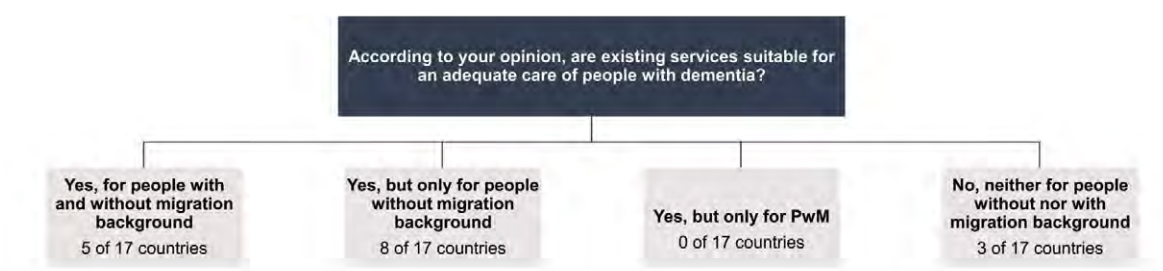 According to your opinion, are existing services suitable for
an adequate care of people with dementia?
Yes, for people with
and without migration
background
5 of 17 countries
Yes, but only for people
without migration
background
8 of 17 countries
Yes, but only for PwM
0 of 17 countries
No, neither for people
without nor with
migration background
3 of 17 countries